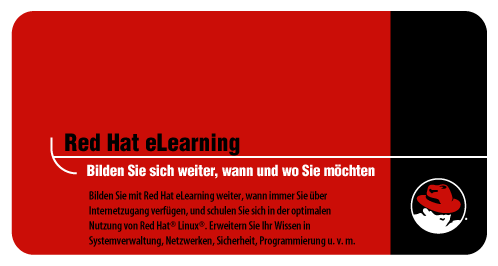 Red Hat eLearning
Bilden Sie sich weiter, wann und wo Sie möchten
Bilden Sie mit Red Hat eLearning weiter, wann immer Sie über
Internetzugang verfügen, und schulen Sie sich in der optimalen
Nutzung von Red Hat® Linux®. Erweitern Sie Ihr Wissen in
Systemverwaltung, Netzwerken, Sicherheit, Programmierung u. v. m.